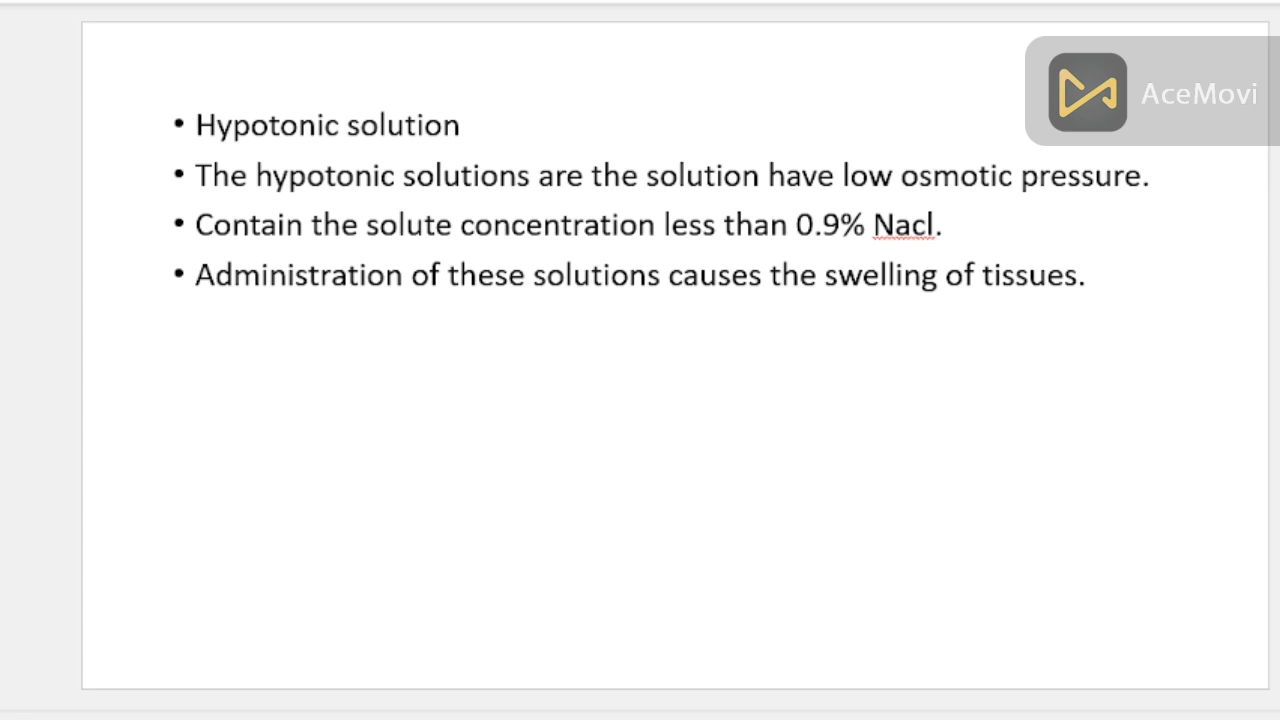 AceMovi
• Hypotonic solution
• The hypotonic solutions are the solution have low osmotic pressure.
• Contain the solute concentration less than 0.9% Nacl.
• Administration of these solutions causes the swelling of tissues.